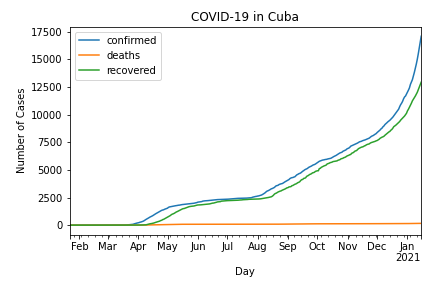 COVID-19 in Cuba
confirmed
deaths
recovered
17500
15000
12500
10000
7500
5000
2500
0
Number of Cases
Feb Mar Apr May Jun Jul Aug Sep Oct Nov Dec Jan
2021
Day